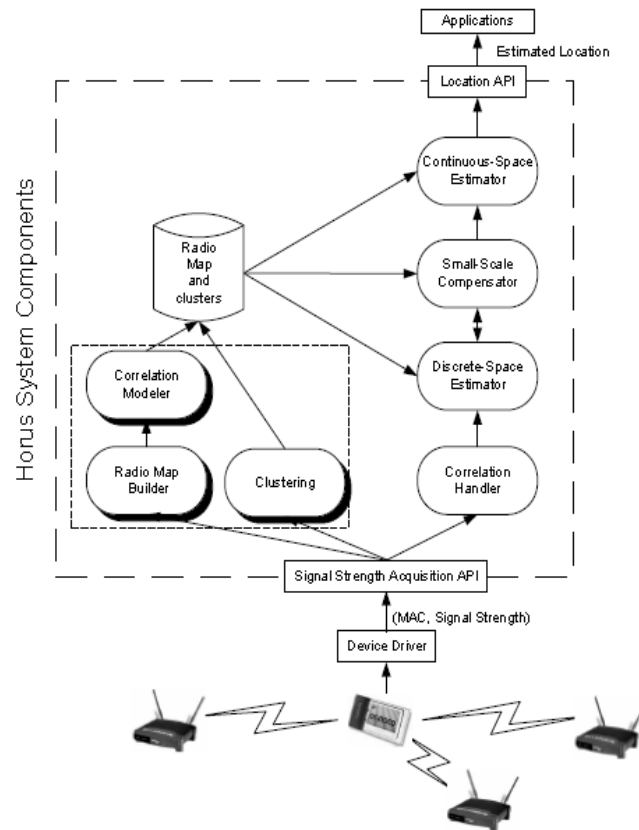 Applications
Estimated Location
Location API
Horus System Components
Continuous-Space
Estimator
Radio
Map
and
clusters
Small-Scale
Compensator
Correlation
Modeler
Discrete-Space
Estimator
Radio Map
Builder
Clustering
Correlation
Handler
Signal Strength Acquisition API
(MAC, Signal Strength)
Device Driver